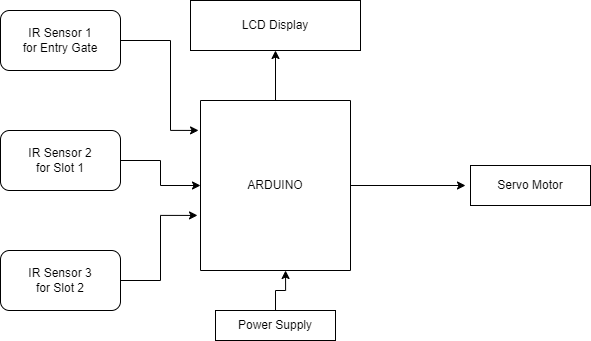 IR Sensor 1
for Entry Gate
LCD Display
IR Sensor 2
for Slot 1
ARDUINO
Servo Motor
IR Sensor 3
for Slot 2
Power Supply